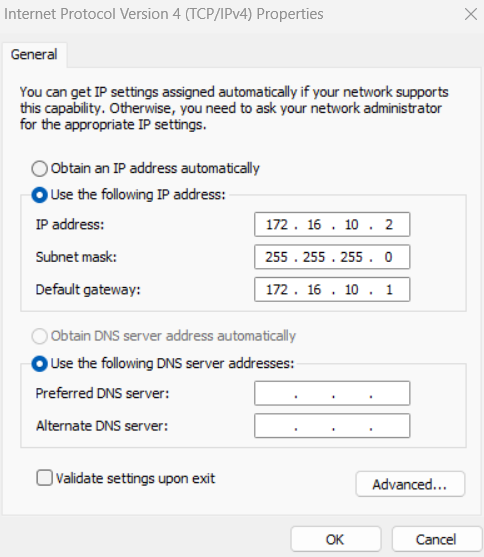 Internet Protocol Version 4 (TCP/IPv4) Properties
General
You can get IP settings assigned automatically if your network supports
this capability. Otherwise, you need to ask your network administrator
for the appropriate IP settings.
Obtain an IP address automatically
Use the following IP address:
IP address: 172 . 16 . 10 . 2
Subnet mask: 255 . 255 . 255 . 0
Default gateway: 172 . 16 . 10 . 1
Obtain DNS server address automatically
Use the following DNS server addresses:
Preferred DNS server: . . .
Alternate DNS server: . . .
Validate settings upon exit
Advanced...
OK Cancel